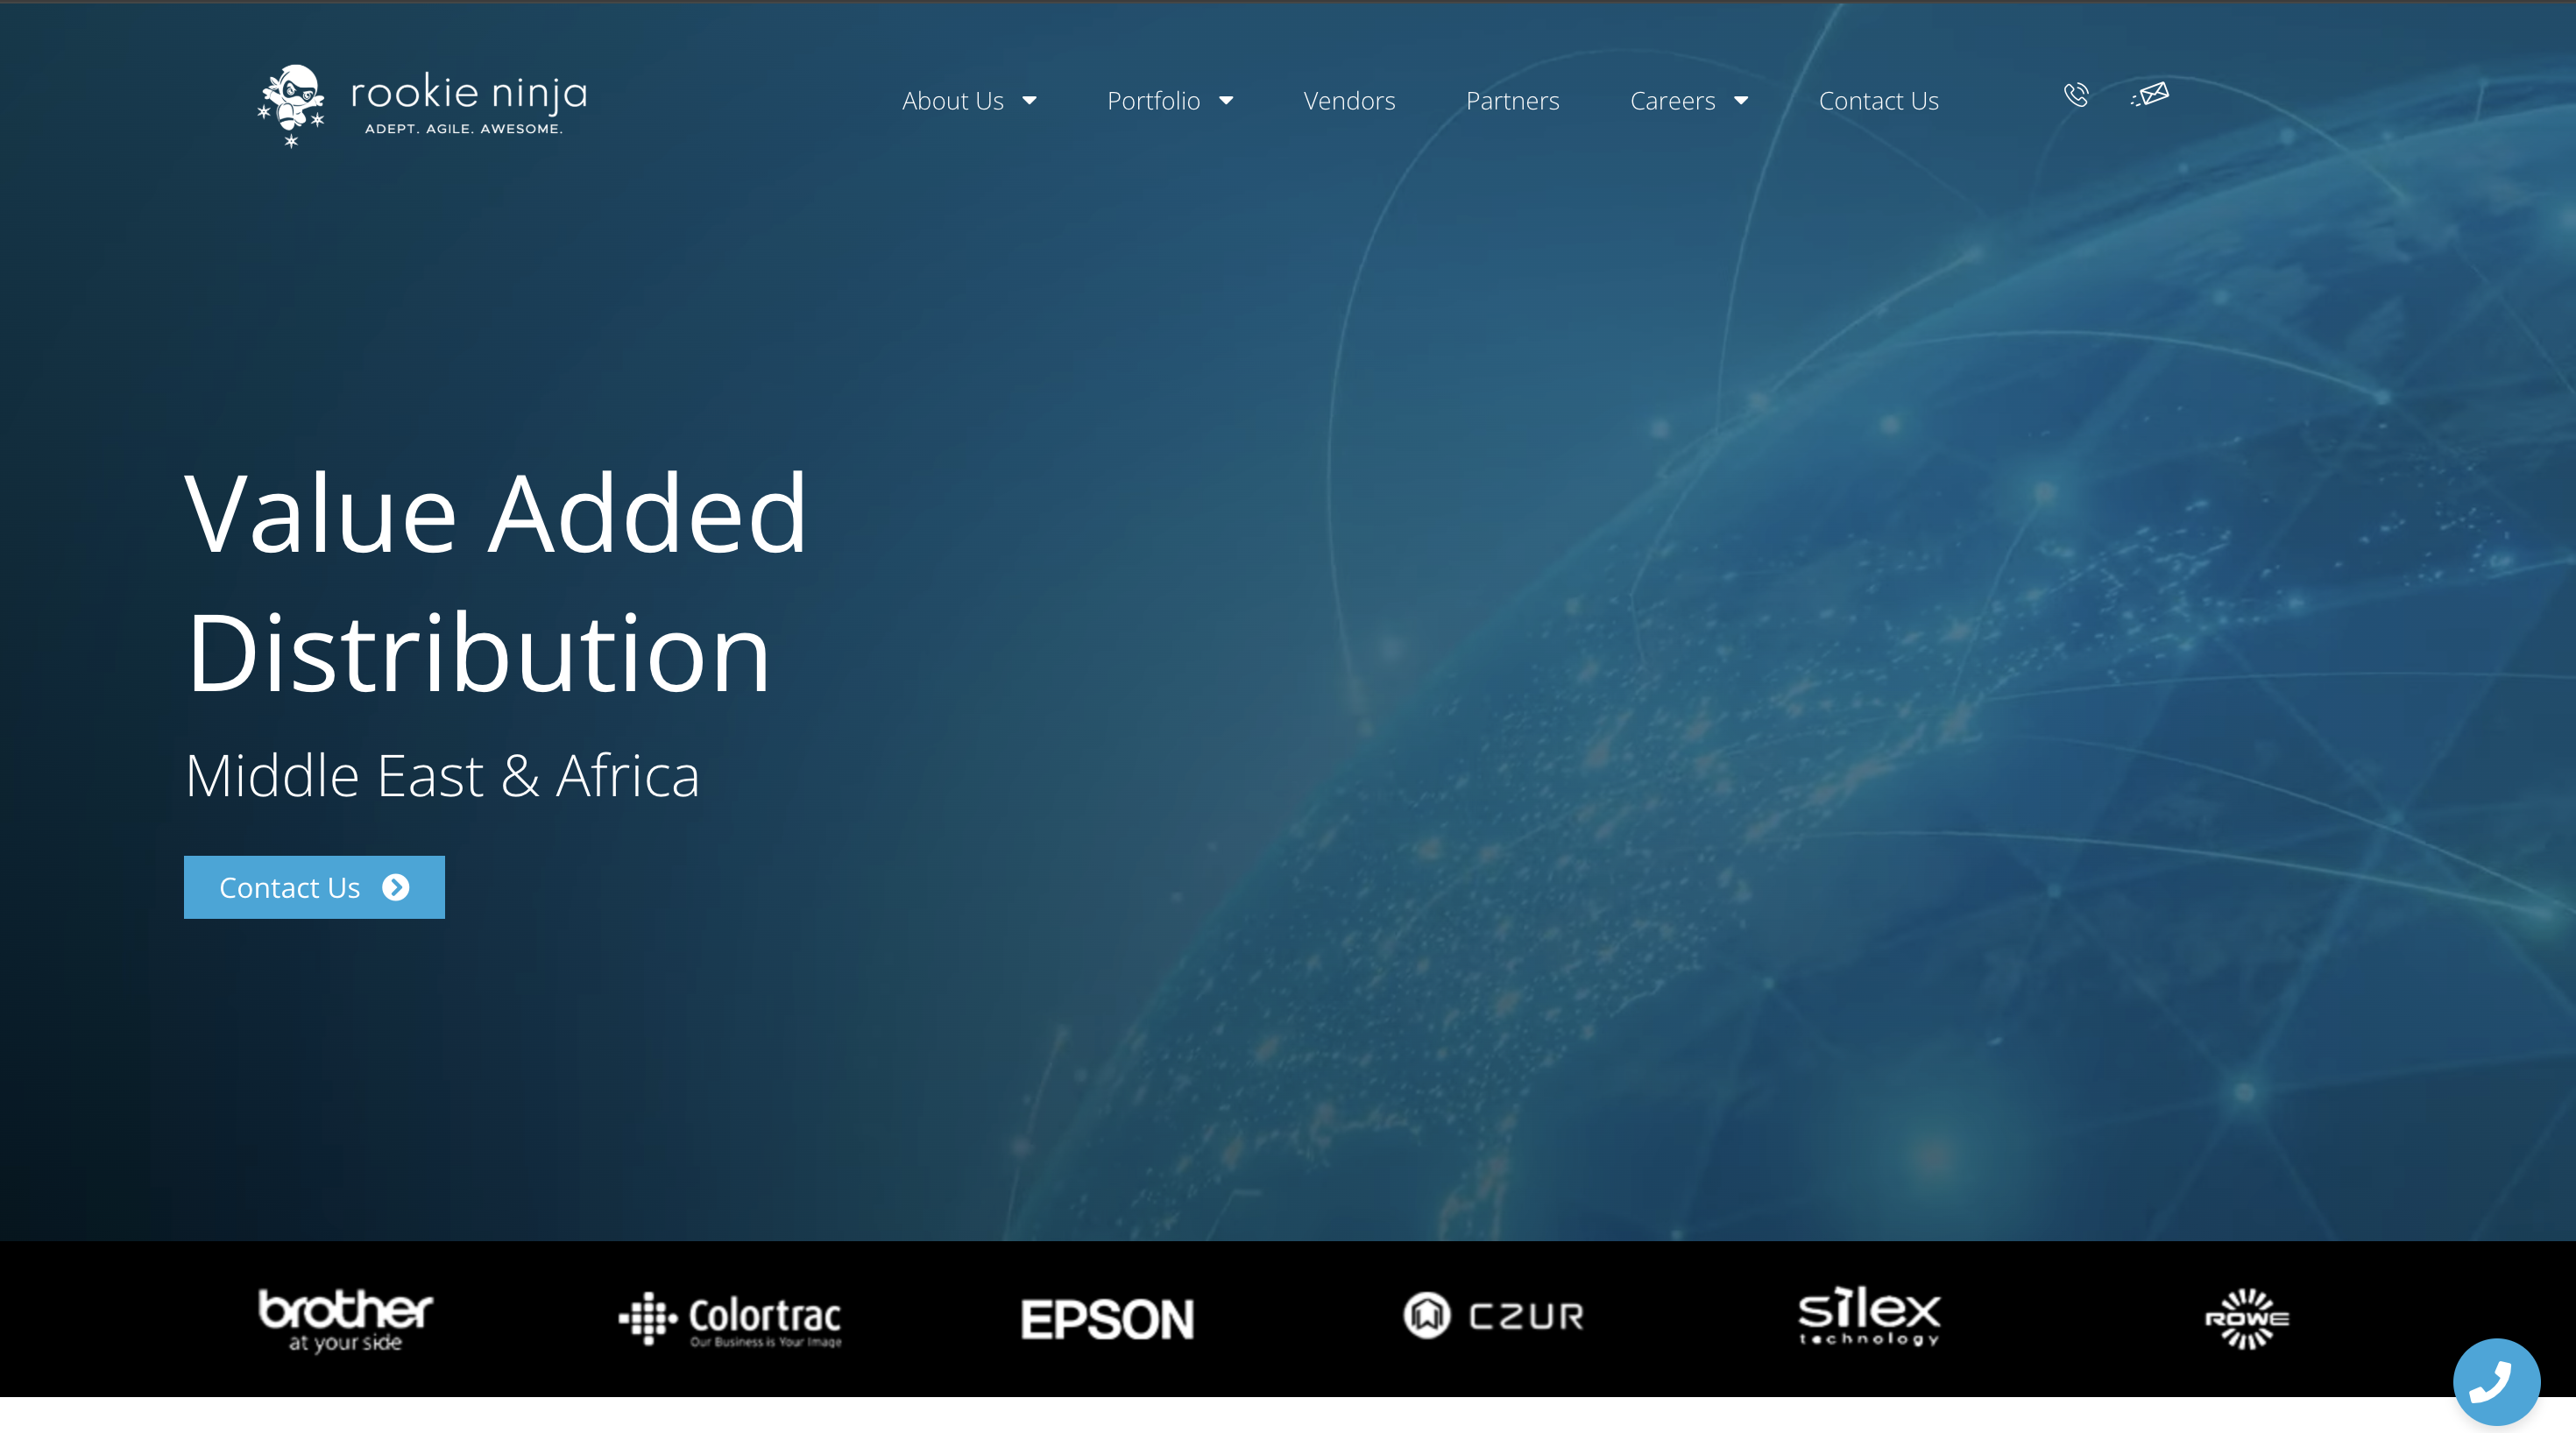 rookie ninja
ADEPT. AGILE. AWESOME.
About Us
Portfolio
Vendors
Partners
Careers
Contact Us
Value Added
Distribution
Middle East & Africa
Contact Us
brother
at your side
Colortrac
Our Business is Your Image
EPSON
CZUR
silex
technology
ROWE